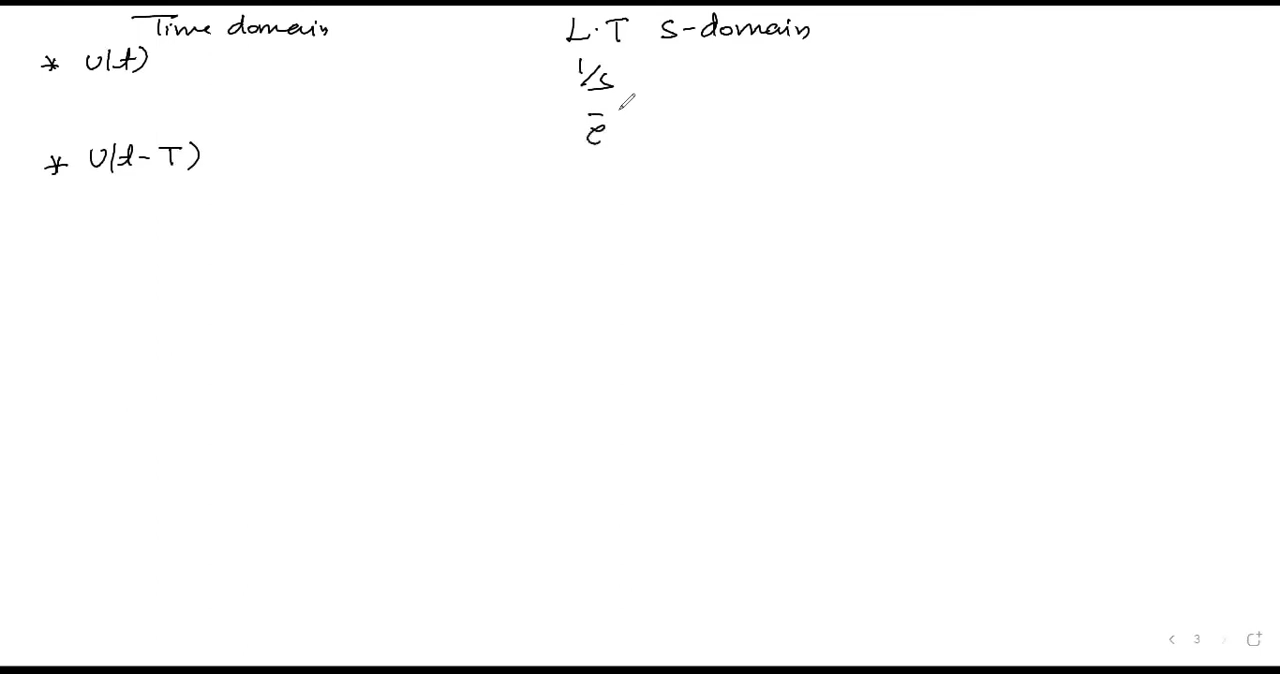 Time domain L.T S-domain
* U(t) 1/s
e̅
* U(t-T)
3